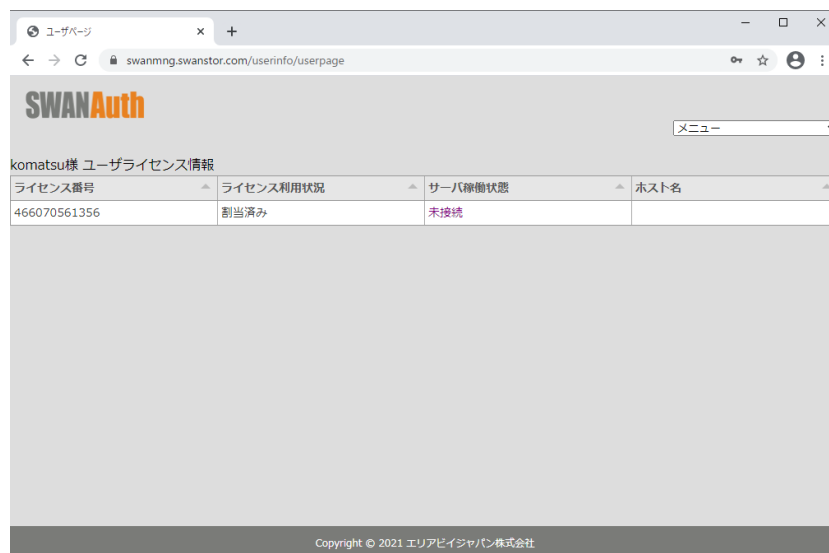 ユーザページ
swanmng.swanstor.com/userinfo/userpage
SWANAuth
メニュー
komatsu様 ユーザライセンス情報
ライセンス番号 ライセンス利用状況 サーバ稼働状態 ホスト名
466070561356 割当済み 未接続
Copyright © 2021 エリアビイジャパン株式会社